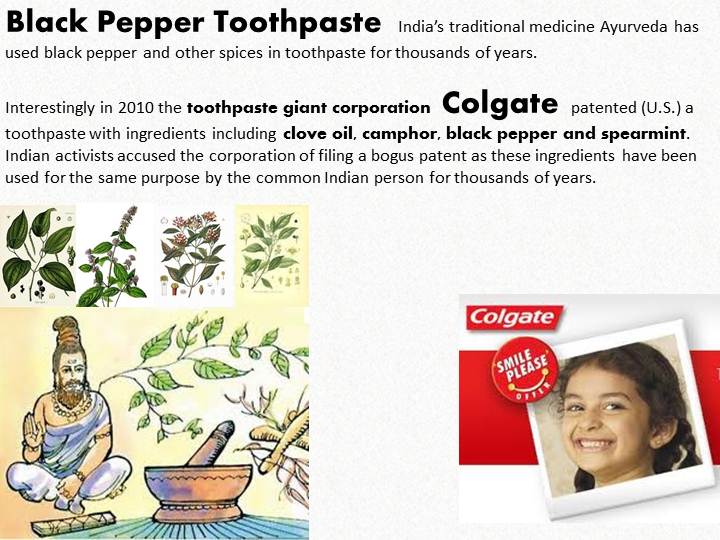 Black Pepper Toothpaste India's traditional medicine Ayurveda has
used black pepper and other spices in toothpaste for thousands of years.
Interestingly in 2010 the toothpaste giant corporation Colgate patented (U.S.) a
toothpaste with ingredients including clove oil, camphor, black pepper and spearmint.
Indian activists accused the corporation of filing a bogus patent as these ingredients have been
used for the same purpose by the common Indian person for thousands of years.
Colgate
SMILE
PLEASE
OFFER